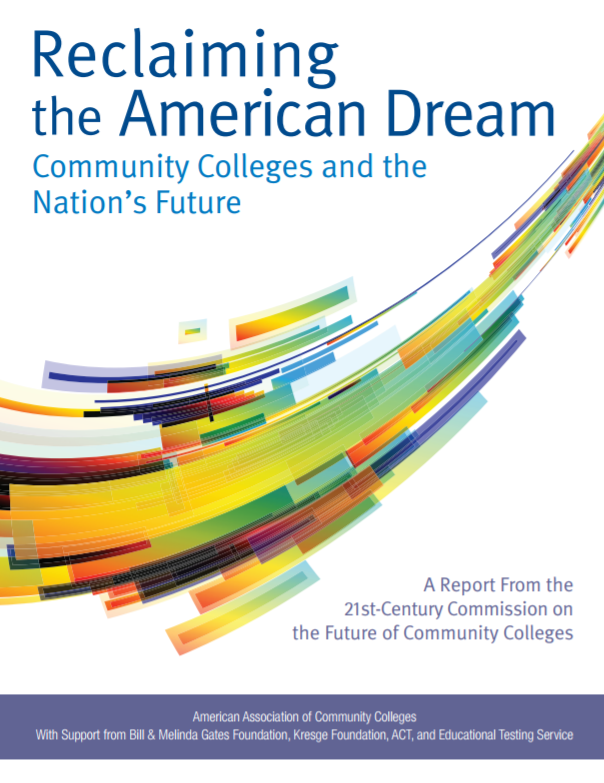 Reclaiming
the American Dream
Community Colleges and the
Nation’s Future
A Report From the
21st-Century Commission on
the Future of Community Colleges
American Association of Community Colleges
With Support from Bill & Melinda Gates Foundation, Kresge Foundation, ACT, and Educational Testing Service